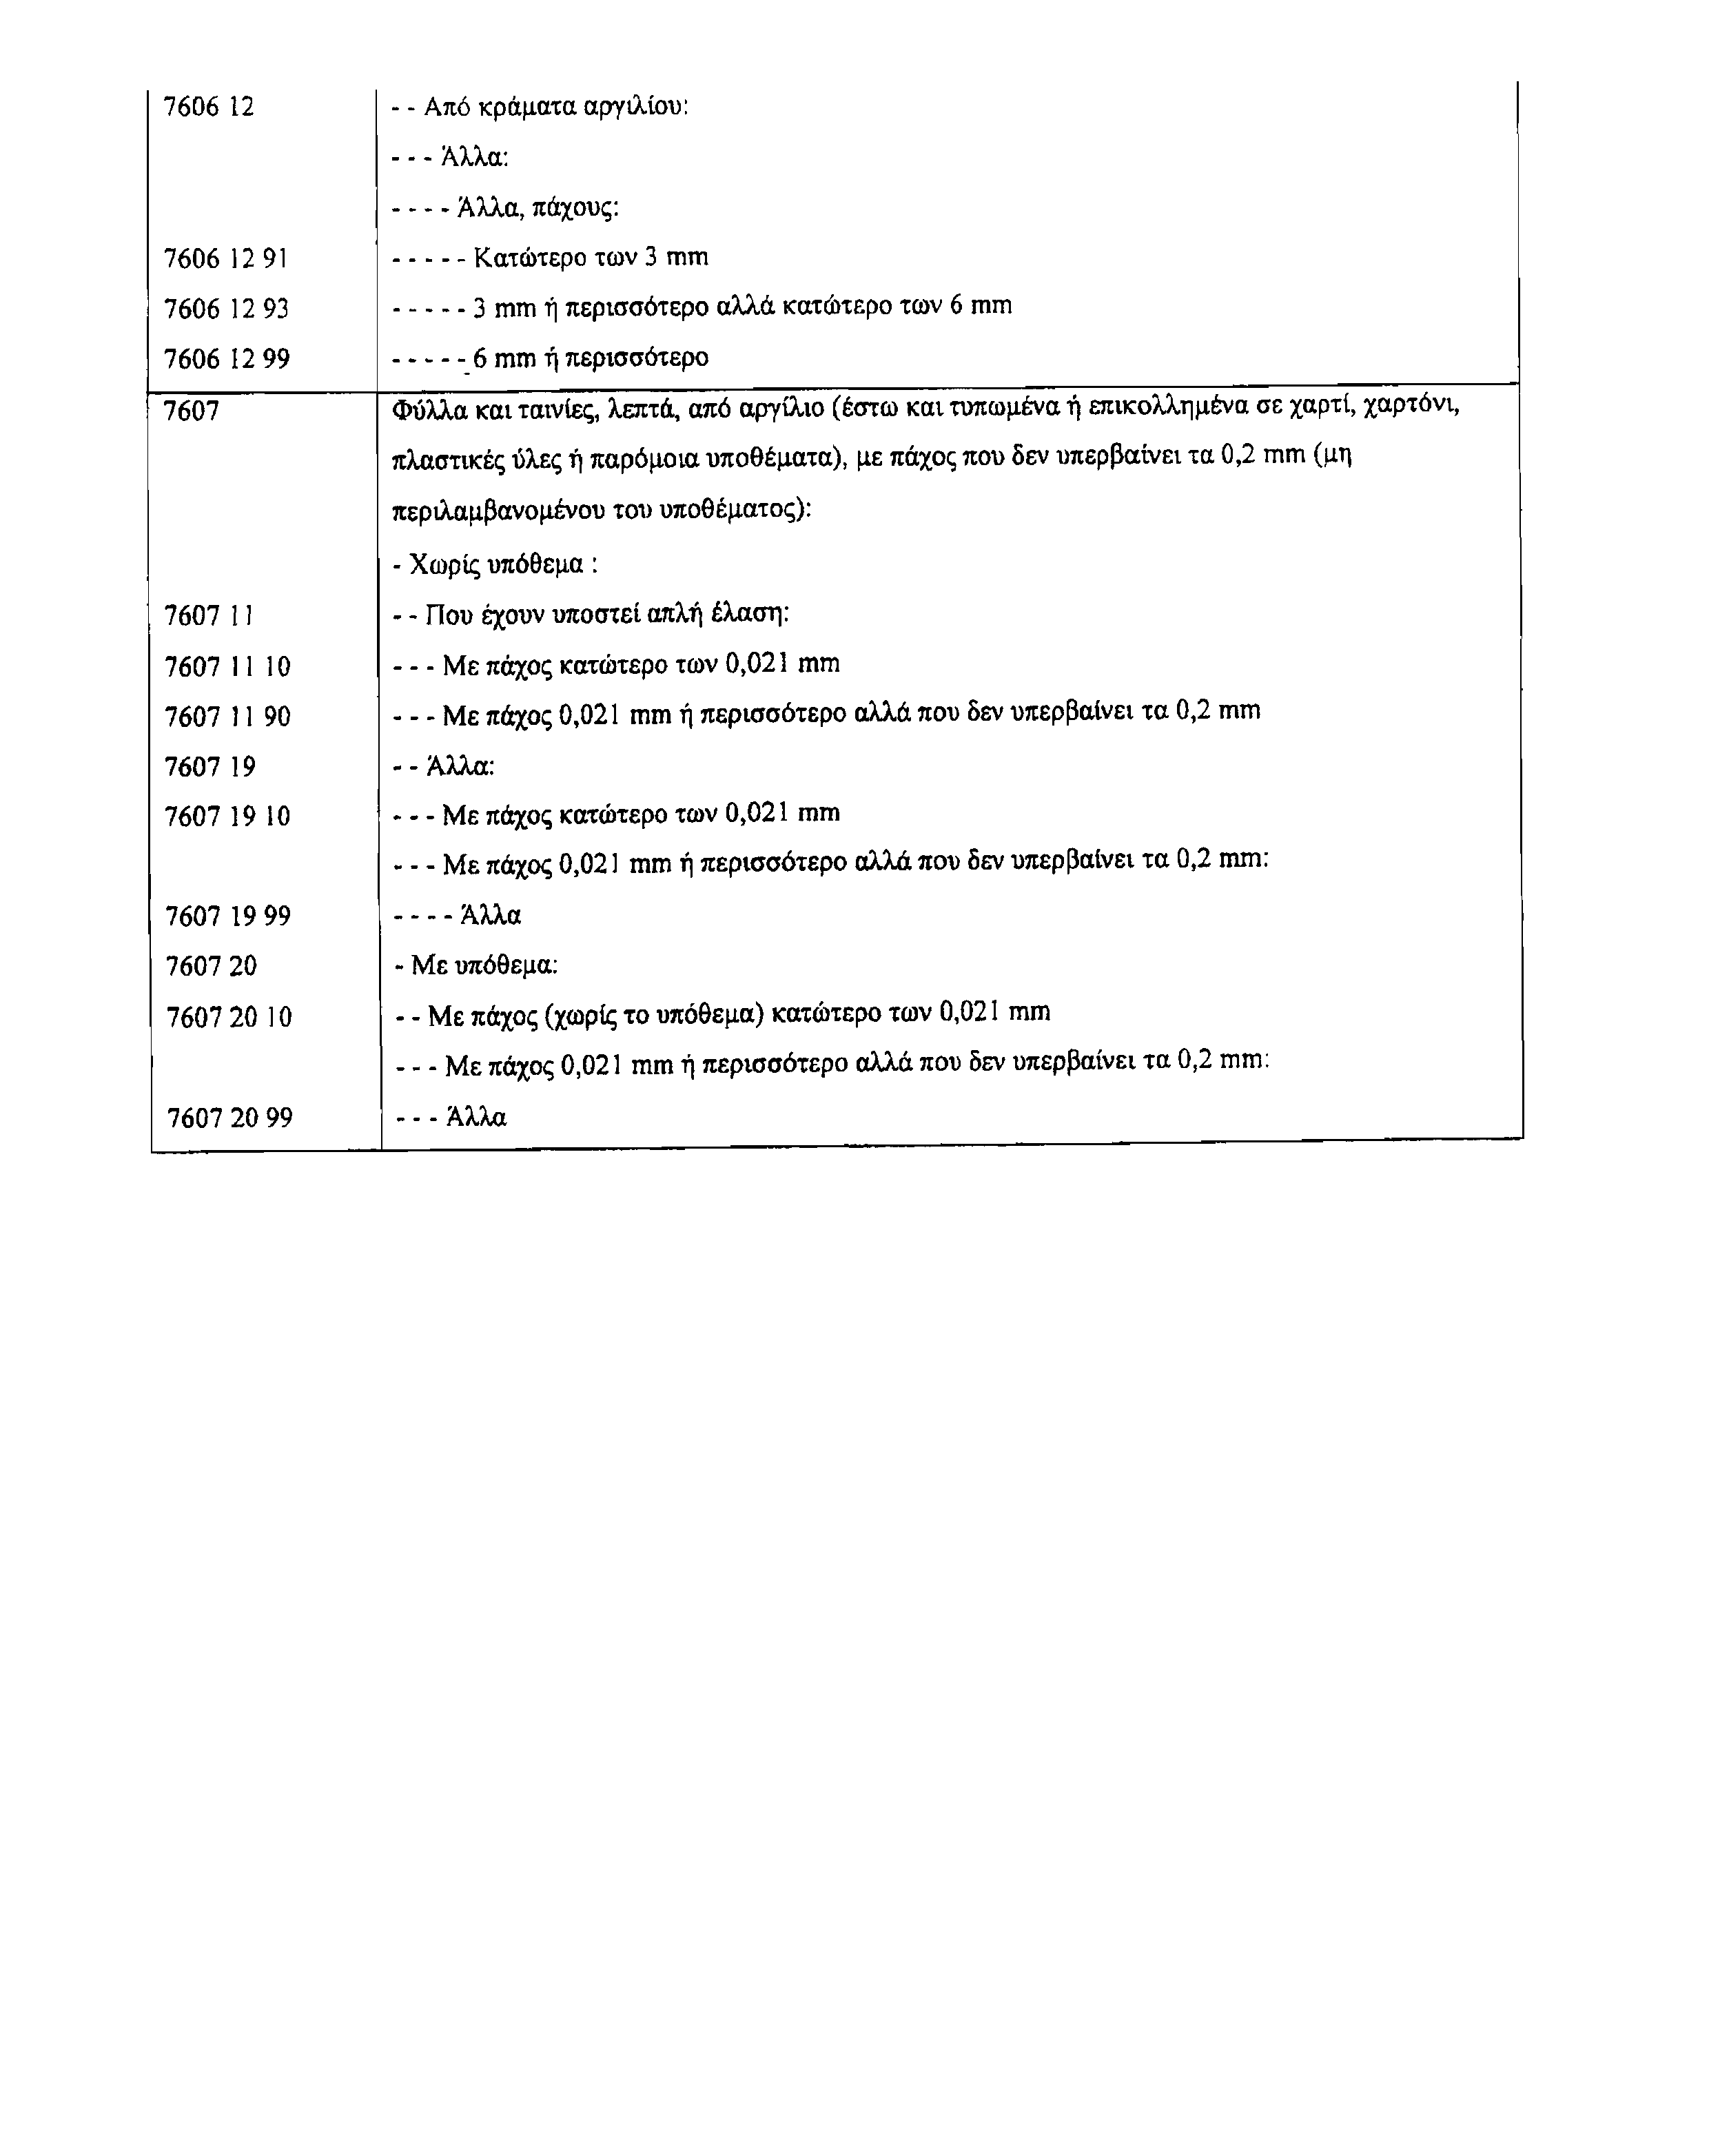 7606 12 - - Από κράματα αργιλίου:
- - - Άλλα:
- - - - Άλλα, πάχους:
7606 12 91 - - - - - Κατώτερο των 3 mm
7606 12 93 - - - - - 3 mm ή περισσότερο αλλά κατώτερο των 6 mm
7606 12 99 - - - - - 6 mm ή περισσότερο
7607 Φύλλα και ταινίες, λεπτά, από αργίλιο (έστω και τυπωμένα ή επικολλημένα σε χαρτί, χαρτόνι,
πλαστικές ύλες ή παρόμοια υποθέματα), με πάχος που δεν υπερβαίνει τα 0,2 mm (μη
περιλαμβανομένου του υποθέματος):
- Χωρίς υπόθεμα :
7607 11 - - Που έχουν υποστεί απλή έλαση:
7607 11 10 - - - Με πάχος κατώτερο των 0,021 mm
7607 11 90 - - - Με πάχος 0,021 mm ή περισσότερο αλλά που δεν υπερβαίνει τα 0,2 mm
7607 19 - - Άλλα:
7607 19 10 - - - Με πάχος κατώτερο των 0,021 mm
- - - Με πάχος 0,021 mm ή περισσότερο αλλά που δεν υπερβαίνει τα 0,2 mm:
7607 19 99 - - - - Άλλα
7607 20 - Με υπόθεμα:
7607 20 10 - - Με πάχος (χωρίς το υπόθεμα) κατώτερο των 0,021 mm
- - - Με πάχος 0,021 mm ή περισσότερο αλλά που δεν υπερβαίνει τα 0,2 mm:
7607 20 99 - - - Άλλα